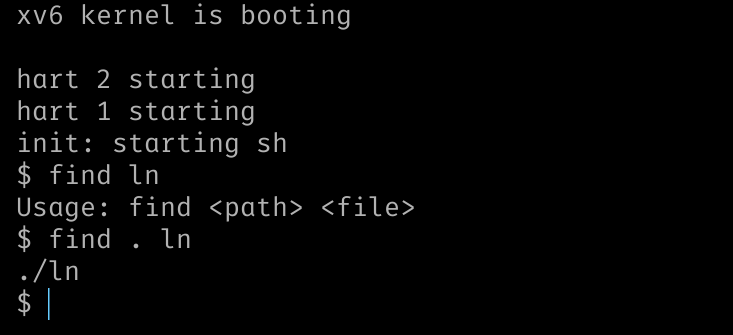 xv6 kernel is booting
hart 2 starting
hart 1 starting
init: starting sh
$ find ln
Usage: find <path> <file>
$ find . ln
./ln
$